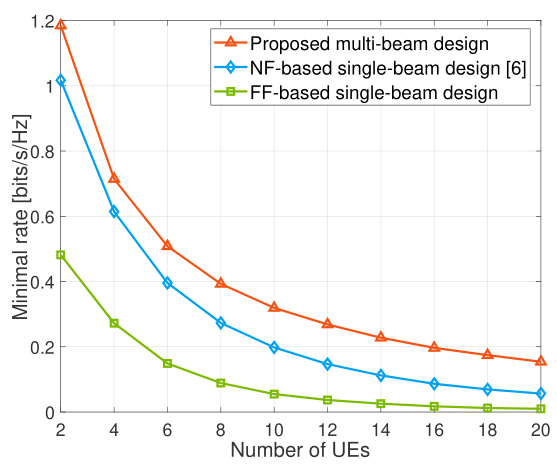 1.2
1
0.8
0.6
0.4
0.2
0
Minimal rate [bits/s/Hz]
Proposed multi-beam design
NF-based single-beam design [6]
FF-based single-beam design
2 4 6 8 10 12 14 16 18 20
Number of UEs